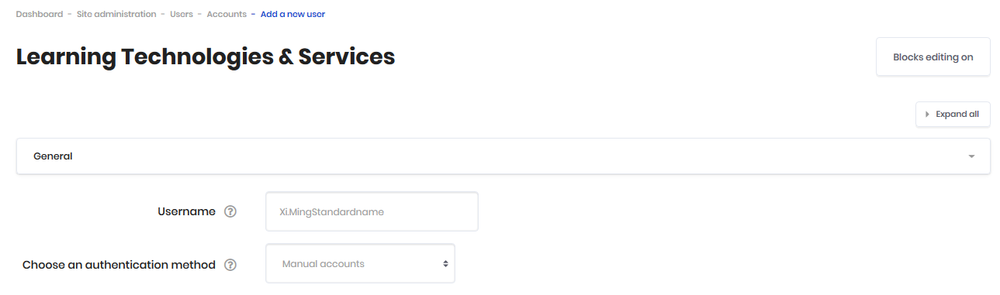 Dashboard - Site administration - Users - Accounts - Add a new user
Learning Technologies & Services
Blocks editing on
Expand all
General
Username ?
Xi.MingStandardname
Choose an authentication method ?
Manual accounts